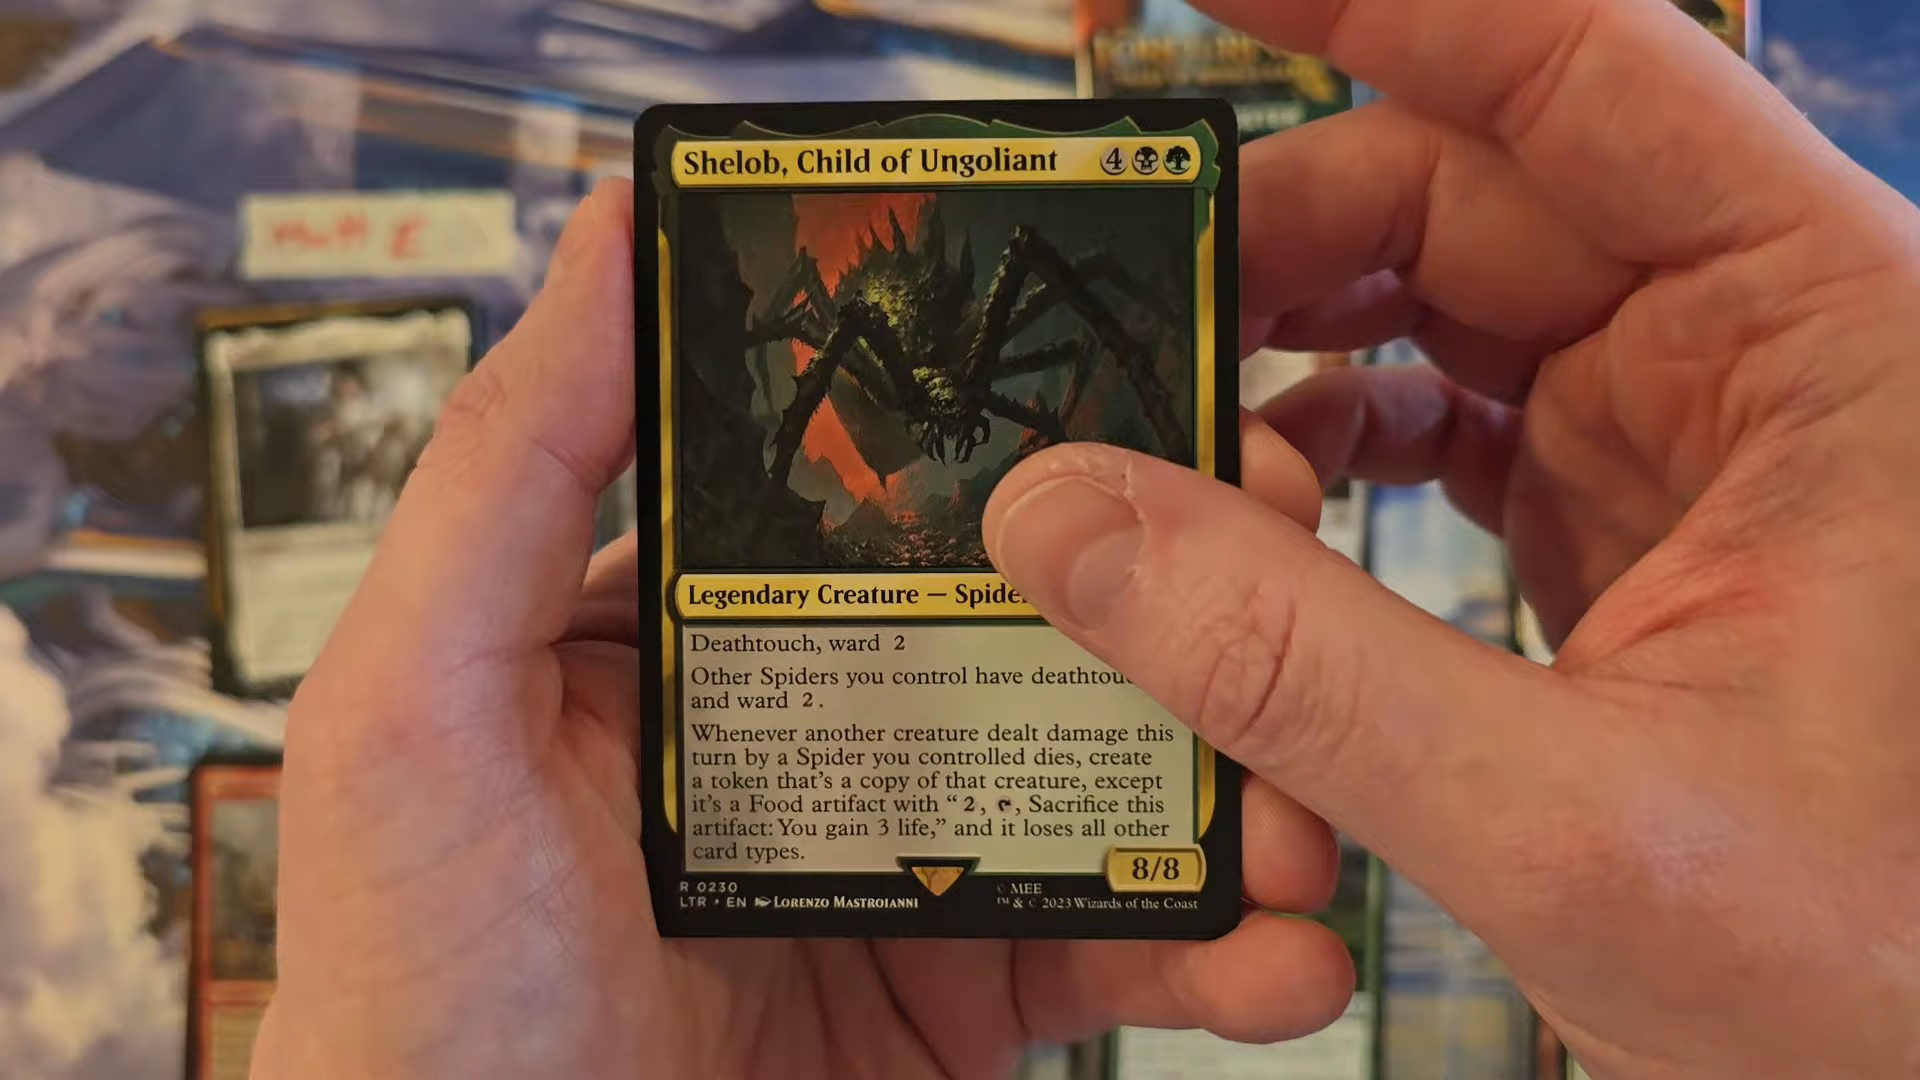 Shelob, Child of Ungoliant 4
Legendary Creature — Spide
Deathtouch, ward 2
Other Spiders you control have deathtou
and ward 2.
Whenever another creature dealt damage this
turn by a Spider you controlled dies, create
a token that's a copy of that creature, except
it's a Food artifact with “2, , Sacrifice this
artifact: You gain 3 life,” and it loses all other
card types.
8/8
R 0230
LTR • EN LORENZO MASTROIANNI
© MEE
™ & © 2023 Wizards of the Coast